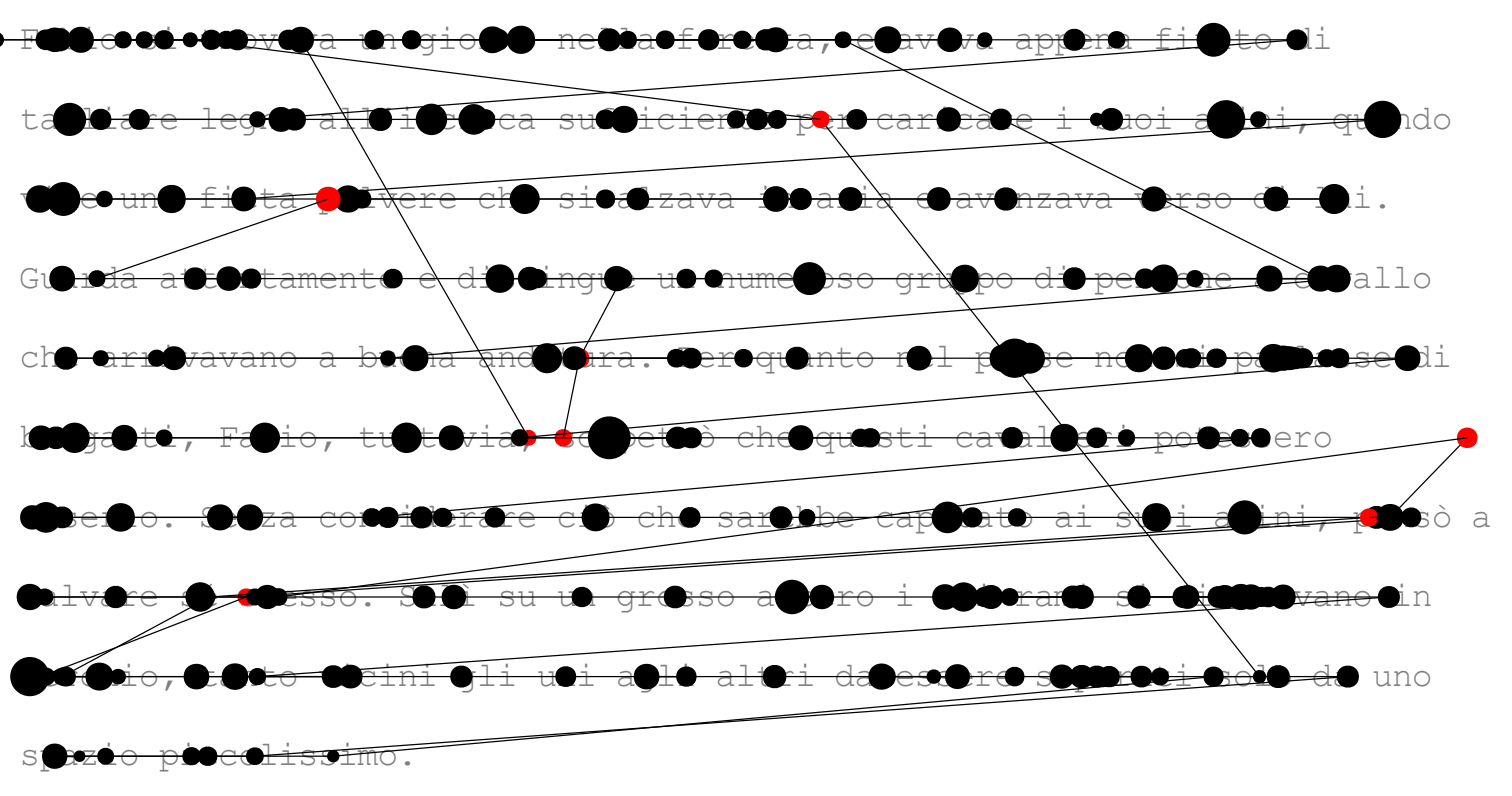 Fabio si trovava un giorno nella foresta, e aveva appena finito di
tagliare legna all'incirca sufficiente per caricare i suoi asini, quando
vide una fitta polvere che si alzava in aria e avanzava verso di lui.
Guarda attentamente e distingue un numeroso gruppo di persone a cavallo
che arrivavano a buona andatura. Per quanto nel paese non si parlasse di
briganti, Fabio, tuttavia, sospettò che questi cavalieri potessero
esserlo. Senza considerare ciò che sarebbe capitato ai suoi asini, pensò a
salvare sé stesso. Salì su un grosso albero i cui rami si dividevano in
cerchio, tanto vicini gli uni agli altri da essere separati solo da uno
spazio piccolissimo.